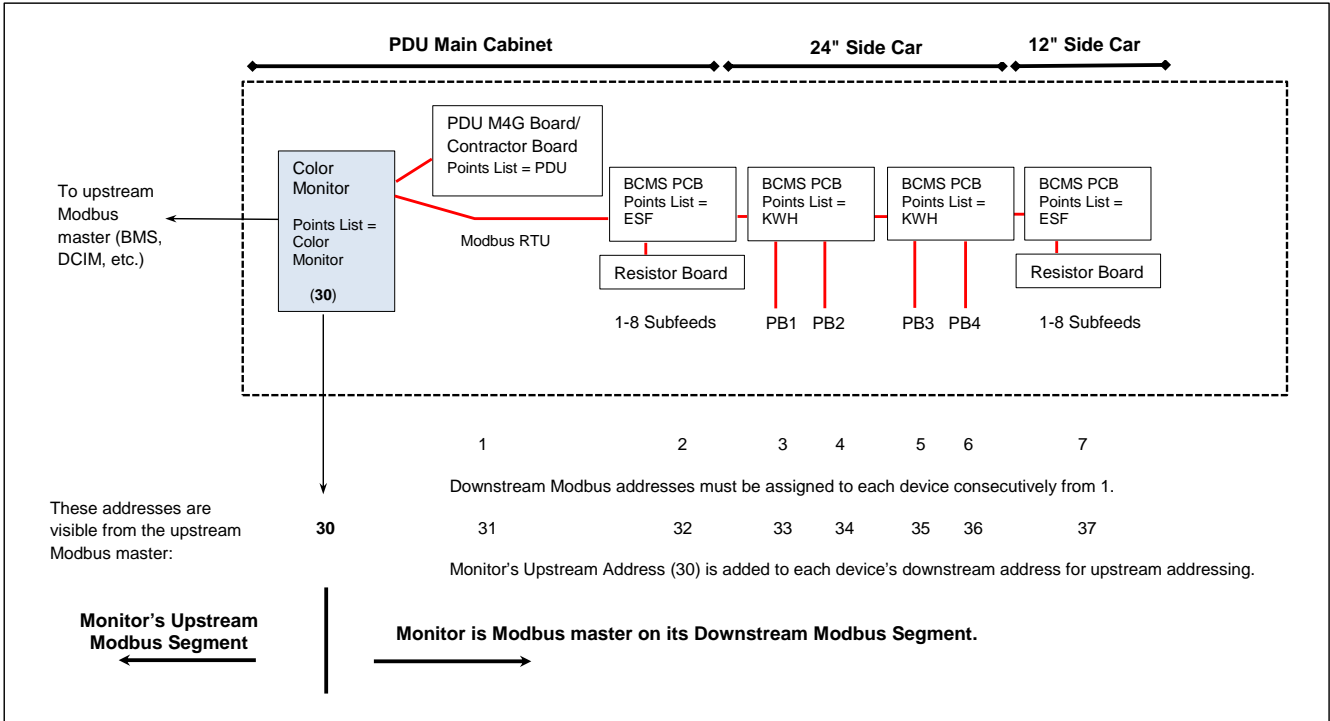 PDU Main Cabinet
24" Side Car
12" Side Car
To upstream
Modbus
master (BMS,
DCIM, etc.)
Color
Monitor
Points List =
Color
Monitor
(30)
PDU M4G Board/
Contractor Board
Points List = PDU
Modbus RTU
BCMS PCB
Points List =
ESF
Resistor Board
1-8 Subfeeds
BCMS PCB
Points List =
KWH
PB1
PB2
BCMS PCB
Points List =
KWH
PB3
PB4
BCMS PCB
Points List =
ESF
Resistor Board
1-8 Subfeeds
1 2 3 4 5 6 7
Downstream Modbus addresses must be assigned to each device consecutively from 1.
These addresses are
visible from the upstream
Modbus master:
30 31 32 33 34 35 36 37
Monitor's Upstream Address (30) is added to each device's downstream address for upstream addressing.
Monitor's Upstream
Modbus Segment
Monitor is Modbus master on its Downstream Modbus Segment.